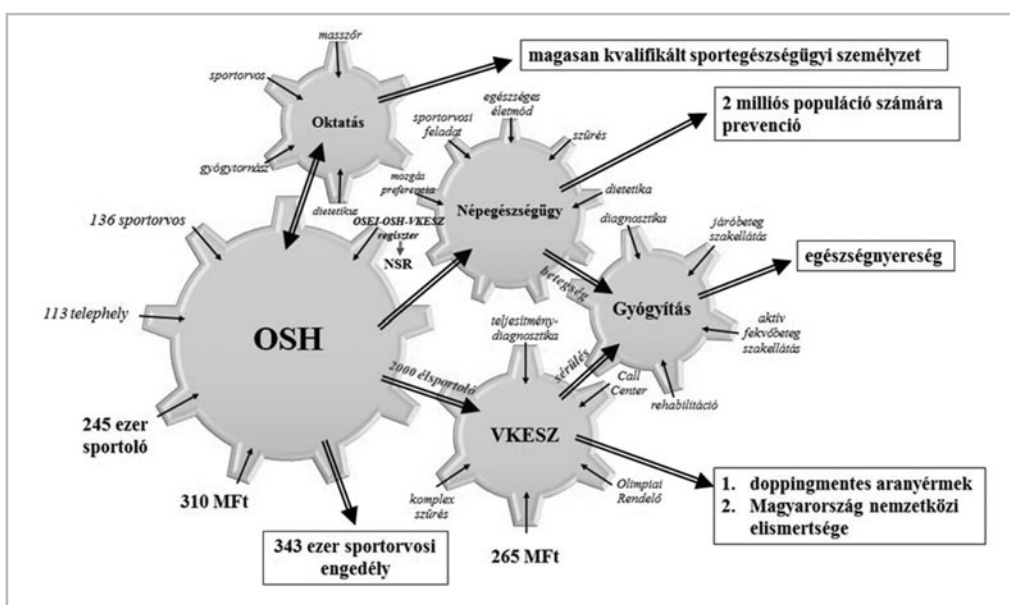 masszőr
sportorvos
Oktatás
gyógytornász
dietetikus
magasan kvalifikált sportegészségügyi személyzet
egészséges
életmód
sportorvosi
feladat
szűrés
mozgás
preferencia
dietetika
Népegészségügy
2 milliós populáció számára
prevenció
OSEI-OSH-VKESZ
regiszter
NSR
136 sportorvos
113 telephely
OSH
245 ezer
sportoló
310 MFt
343 ezer sportorvosi
engedély
2000 élsportoló
betegség
diagnosztika
járóbeteg
szakellátás
Gyógyítás
egészségnyereség
aktív
fekvőbeteg
szakellátás
rehabilitáció
teljesítmény-
diagnosztika
sérülés
Call
Center
VKESZ
komplex
szűrés
265 MFt
Olimpiai
Rendelő
1. doppingmentes aranyérmek
2. Magyarország nemzetközi
elismertsége